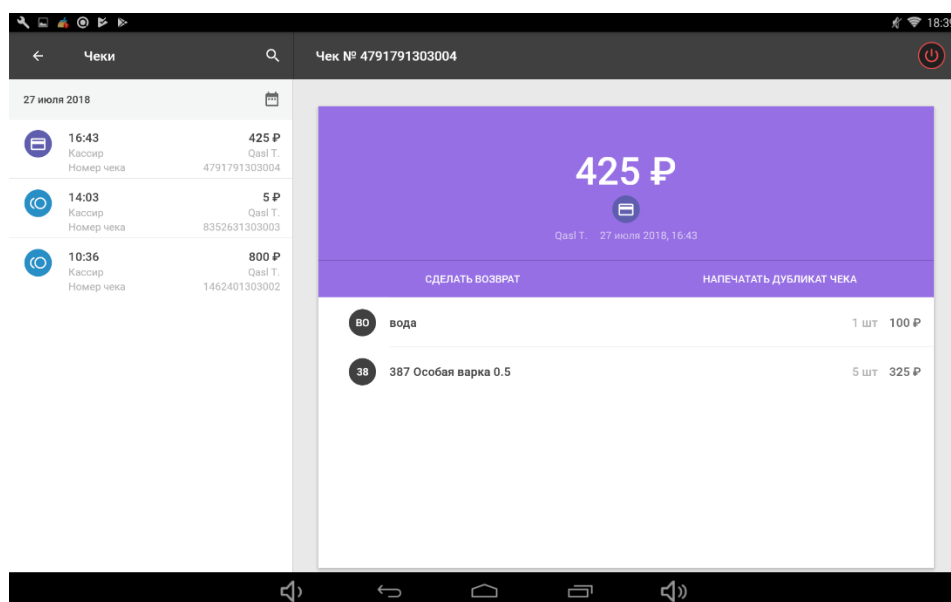 18:39
Чеки
Чек № 4791791303004
27 июля 2018
16:43 425 ₽
Кассир Qasl T.
Номер чека 4791791303004
14:03 5 ₽
Кассир Qasl T.
Номер чека 8352631303003
10:36 800 ₽
Кассир Qasl T.
Номер чека 1462401303002
425 ₽
Qasl T. 27 июля 2018, 16:43
СДЕЛАТЬ ВОЗВРАТ НАПЕЧАТАТЬ ДУБЛИКАТ ЧЕКА
ВО вода 1 шт 100 ₽
38 387 Особая варка 0.5 5 шт 325 ₽